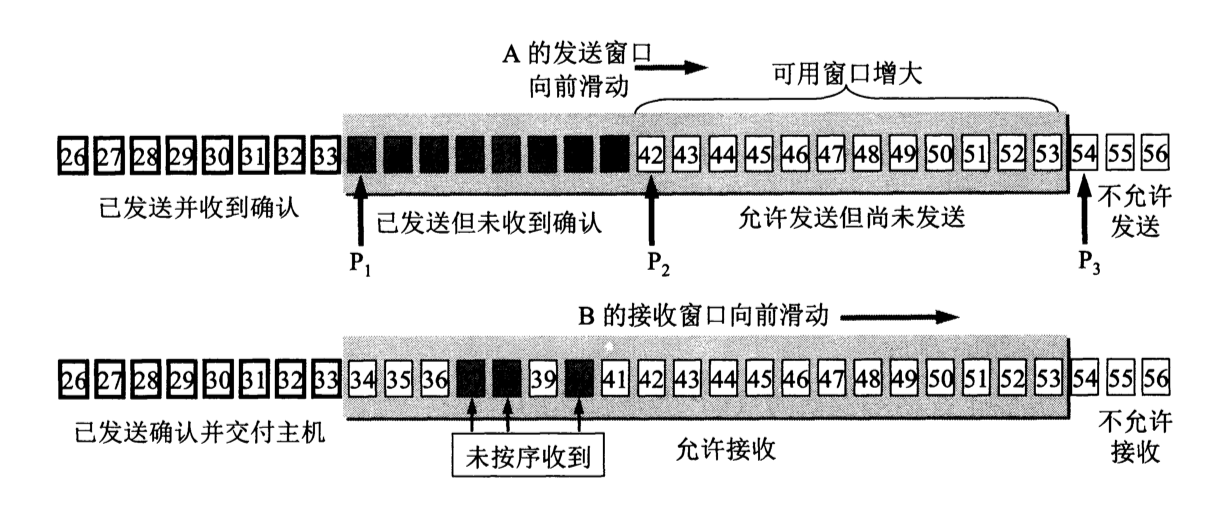 A 的发送窗口
向前滑动
可用窗口增大
26 27 28 29 30 31 32 33 42 43 44 45 46 47 48 49 50 51 52 53 54 55 56
已发送并收到确认
已发送但未收到确认
允许发送但尚未发送
不允许
发送
P1
P2
P3
B 的接收窗口向前滑动
26 27 28 29 30 31 32 33 34 35 36 39 41 42 43 44 45 46 47 48 49 50 51 52 53 54 55 56
已发送确认并交付主机
未按序收到
允许接收
不允许
接收